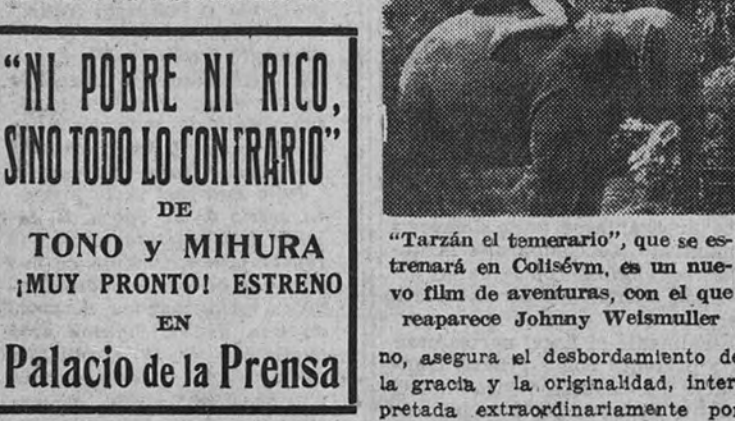 “NI POBRE NI RICO,
SINO TODO LO CONTRARIO”
DE
TONO y MIHURA
¡MUY PRONTO! ESTRENO
EN
Palacio de la Prensa
“Tarzán el temerario”, que se es-
trenará en Colisévm, es un nue-
vo film de aventuras, con el que
reaparece Johnny Weismuller
no, asegura el desbordamiento de
la gracia y la originalidad, inter
pretada extraordinariamente por